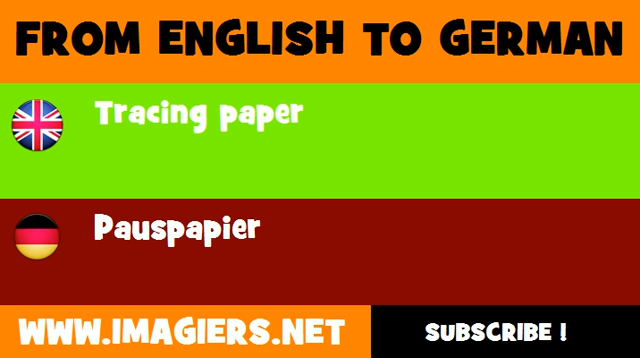 FROM ENGLISH TO GERMAN
Tracing paper
Pauspapier
WWW.IMAGIERS.NET
SUBSCRIBE !